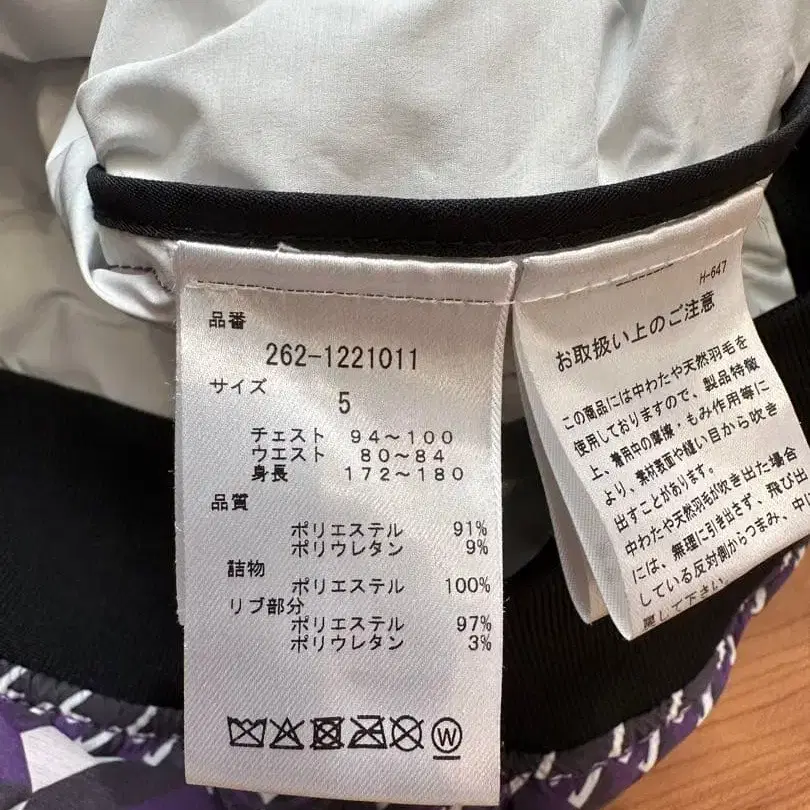 品番
262-1221011
サイズ
5
チェスト 94～100
ウエスト 80～84
身長 172～180
品質
ポリエステル 91%
ポリウレタン 9%
詰物
ポリエステル 100%
リブ部分
ポリエステル 97%
ポリウレタン 3%
W
H-647
お取扱い上のご注意
この商品には中わたや天然羽毛を
使用しておりますので、製品特徴
上、着用中の摩擦・もみ作用等に
より、素材表面や縫い目から吹き
出すことがあります。
中わたや天然羽毛が吹き出た場合
には、無理に引き出さず、飛び出
している反対側からつまみ、中に
戻して下さい。